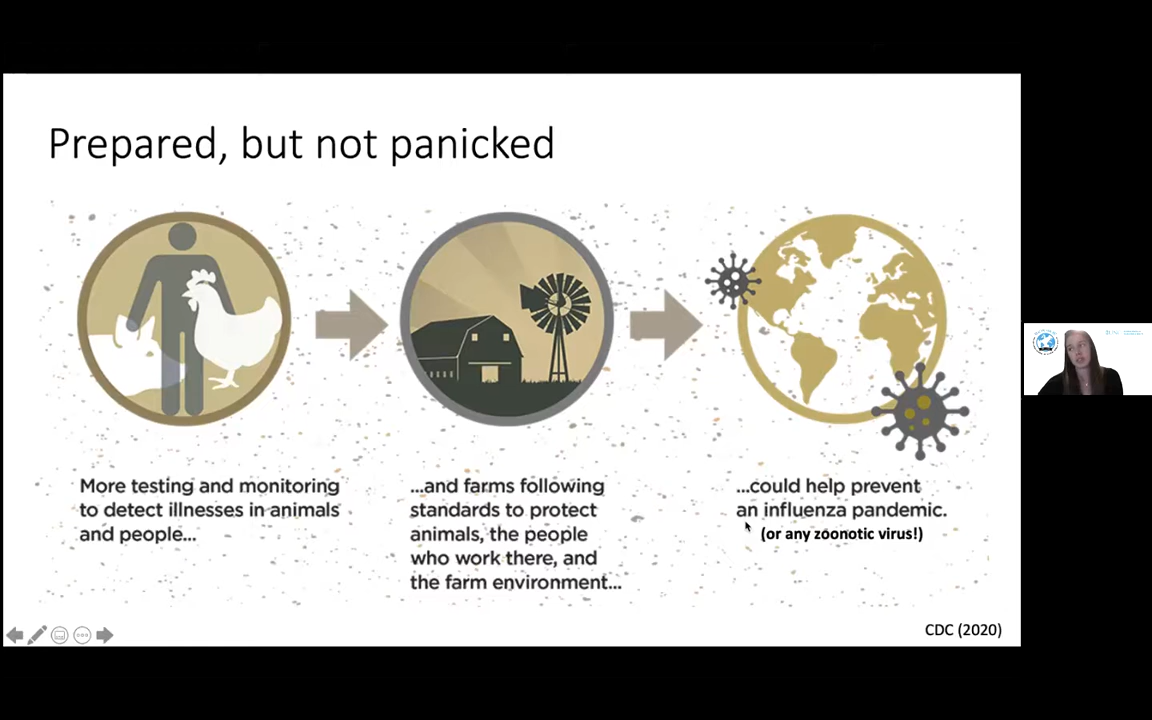 Prepared, but not panicked
More testing and monitoring
to detect illnesses in animals
and people...
...and farms following
standards to protect
animals, the people
who work there, and
the farm environment...
...could help prevent
an influenza pandemic.
(or any zoonotic virus!)
CDC (2020)